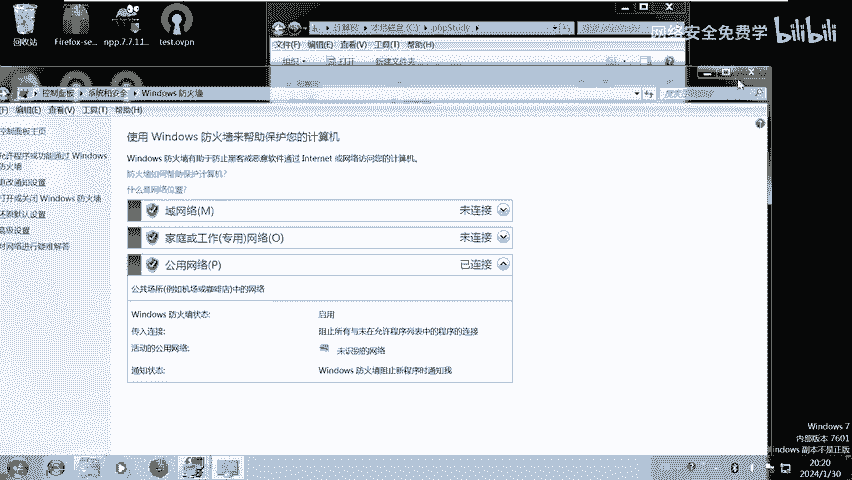 回收站
Firefox-se...
npp.7.7.1...
test.ovpn
计算机 本地磁盘 (C:) phpStudy
网络安全免费学 bilibili
文件(F) 编辑(E) 查看(V) 工具(T) 帮助(H)
组织 打开 新建文件夹
控制面板 系统和安全 Windows 防火墙
编辑(E) 查看(V) 工具(T) 帮助(H)
控制面板主页
允许程序或功能通过 Windows
防火墙
更改通知设置
打开或关闭 Windows 防火墙
还原默认设置
高级设置
对网络进行疑难解答
使用 Windows 防火墙来帮助保护您的计算机
Windows 防火墙有助于防止黑客或恶意软件通过 Internet 或网络访问您的计算机。
防火墙如何帮助保护计算机?
什么是网络位置?
域网络(M) 未连接
家庭或工作(专用)网络(O) 未连接
公用网络(P) 已连接
公共场所(例如机场或咖啡店)中的网络
Windows 防火墙状态: 启用
传入连接: 阻止所有与未在允许程序列表中的程序的连接
活动的公用网络: 未识别的网络
通知状态: Windows 防火墙阻止新程序时通知我
Windows 7
内部版本 7601
Windows 副本不是正版
20:20
2024/1/30